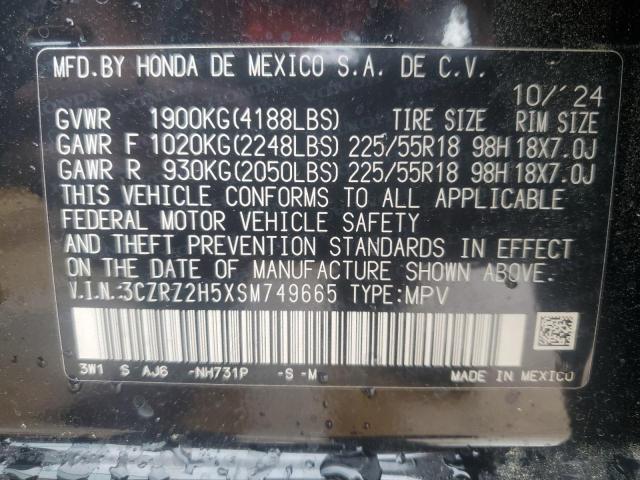 MFD.BY HONDA DE MEXICO S.A. DE C.V.
10/'24
GVWR 1900KG(4188LBS) TIRE SIZE RIM SIZE
GAWR F 1020KG(2248LBS) 225/55R18 98H 18X7.0J
GAWR R 930KG(2050LBS) 225/55R18 98H 18X7.0J
THIS VEHICLE CONFORMS TO ALL APPLICABLE
FEDERAL MOTOR VEHICLE SAFETY
AND THEFT PREVENTION STANDARDS IN EFFECT
ON THE DATE OF MANUFACTURE SHOWN ABOVE.
V.I.N.:3CZRZ2H5XSM749665 TYPE:MPV
3W1 S AJ6 -NH731P -S -M
MADE IN MEXICO